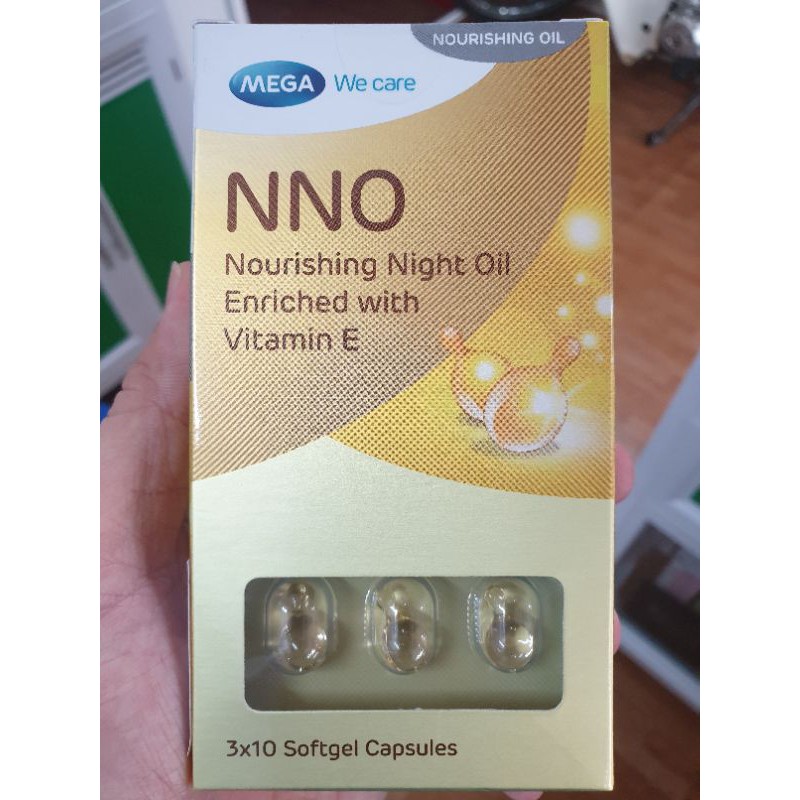 NOURISHING OIL
MEGA We care
NNO
Nourishing Night Oil
Enriched with
Vitamin E
3x10 Softgel Capsules